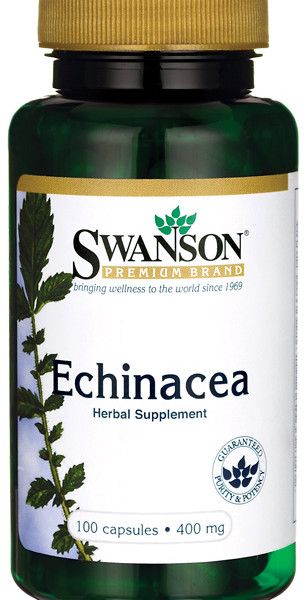 SWANSON®
PREMIUM BRAND
bringing wellness to the world since 1969
Echinacea
Herbal Supplement
GUARANTEED
PURITY & POTENCY
100 capsules • 400 mg